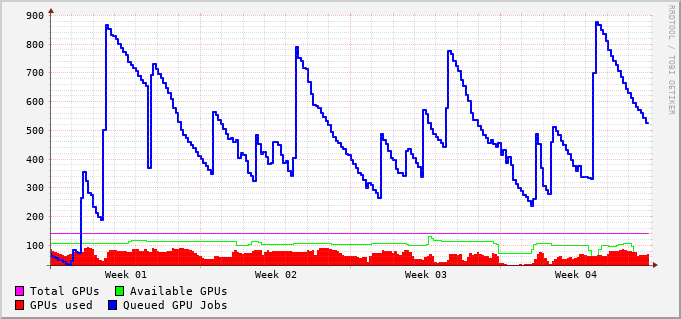 900
800
700
600
500
400
300
200
100
Week 01 Week 02 Week 03 Week 04
RRDTOOL / TOBI OETIKER
Total GPUs Available GPUs
GPUs used Queued GPU Jobs